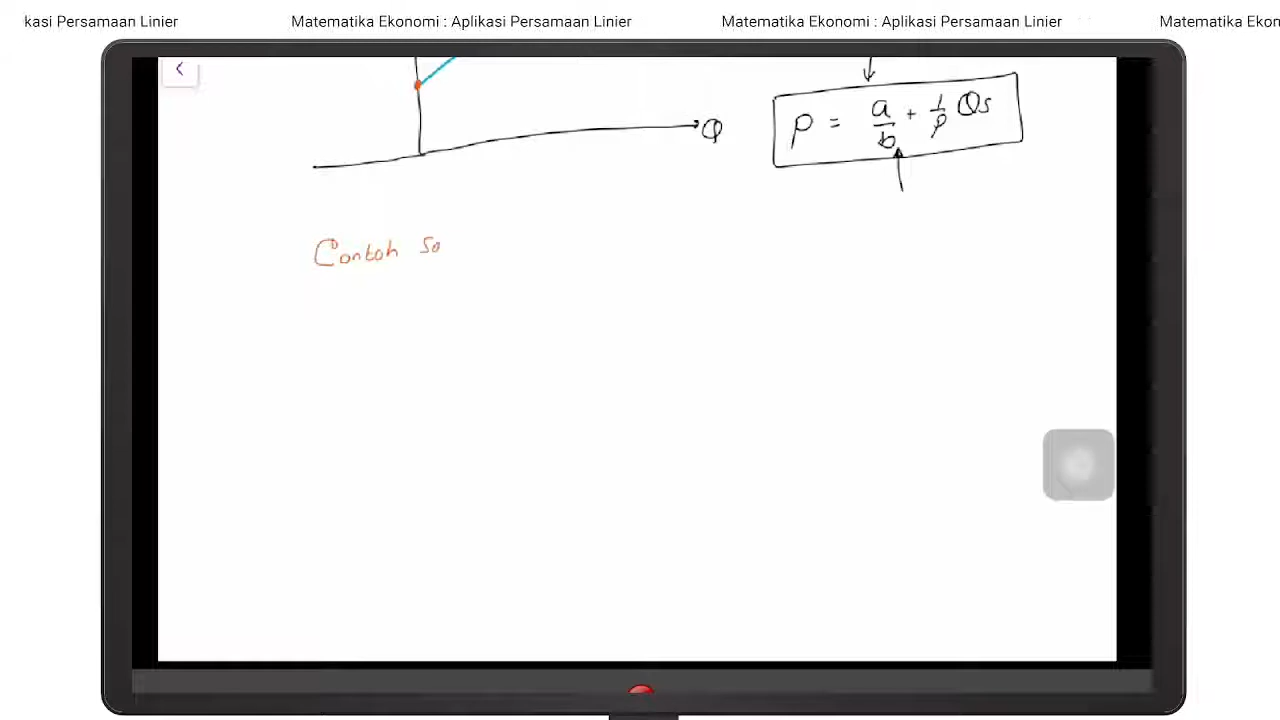 kasi Persamaan Linier Matematika Ekonomi : Aplikasi Persamaan Linier Matematika Ekonomi : Aplikasi Persamaan Linier Matematika Ekon
P = a/b + 1/p Qs
Q
Contoh So